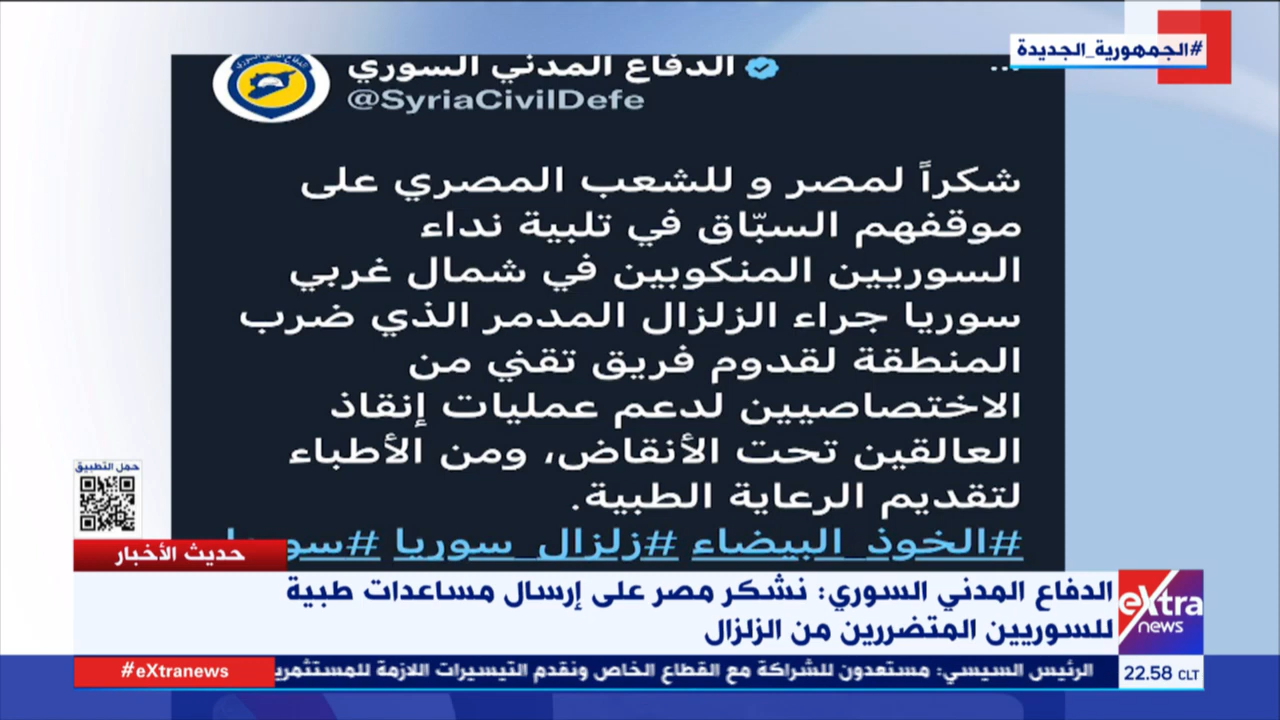 #الجمهورية_الجديدة
الدفاع المدني السوري
@SyriaCivilDefe
شكراً لمصر و للشعب المصري على
موقفهم السبّاق في تلبية نداء
السوريين المنكوبين في شمال غربي
سوريا جراء الزلزال المدمر الذي ضرب
المنطقة لقدوم فريق تقني من
الاختصاصيين لدعم عمليات إنقاذ
العالقين تحت الأنقاض، ومن الأطباء
لتقديم الرعاية الطبية.
#الخوذ_البيضاء #زلزال_سوريا #سوريا
حمل التطبيق
حديث الأخبار
الدفاع المدني السوري: نشكر مصر على إرسال مساعدات طبية
للسوريين المتضررين من الزلزال
eXtra
news
#eXtranews
الرئيس السيسي: مستعدون للشراكة مع القطاع الخاص ونقدم التيسيرات اللازمة للمستثمري
22.58 CLT